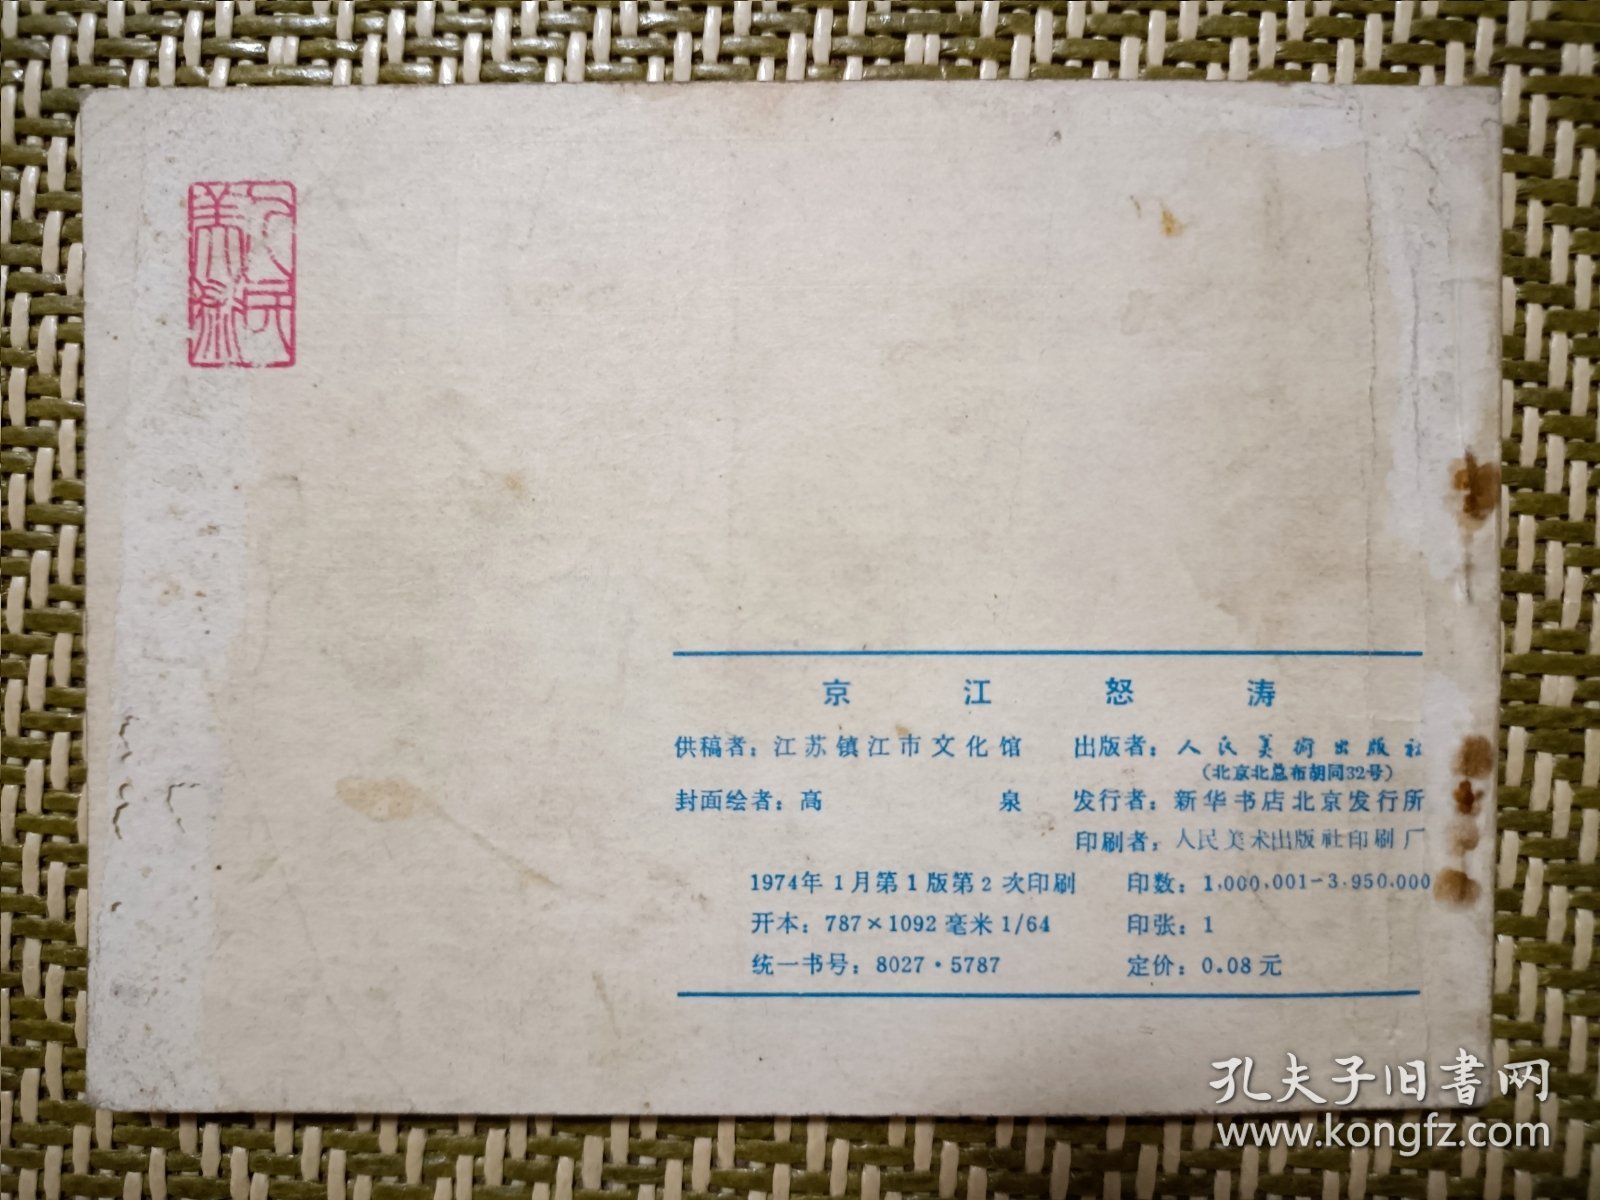 人民美术
京江怒涛
供稿者：江苏镇江市文化馆
封面绘者：高泉
出版者：人民美术出版社
（北京北总布胡同32号）
发行者：新华书店北京发行所
印刷者：人民美术出版社印刷厂
1974年1月第1版第2次印刷
印数：1,000,001-3,950,000
开本：787×1092毫米1/64
印张：1
统一书号：8027·5787
定价：0.08元
孔夫子旧書网
www.kongfz.com